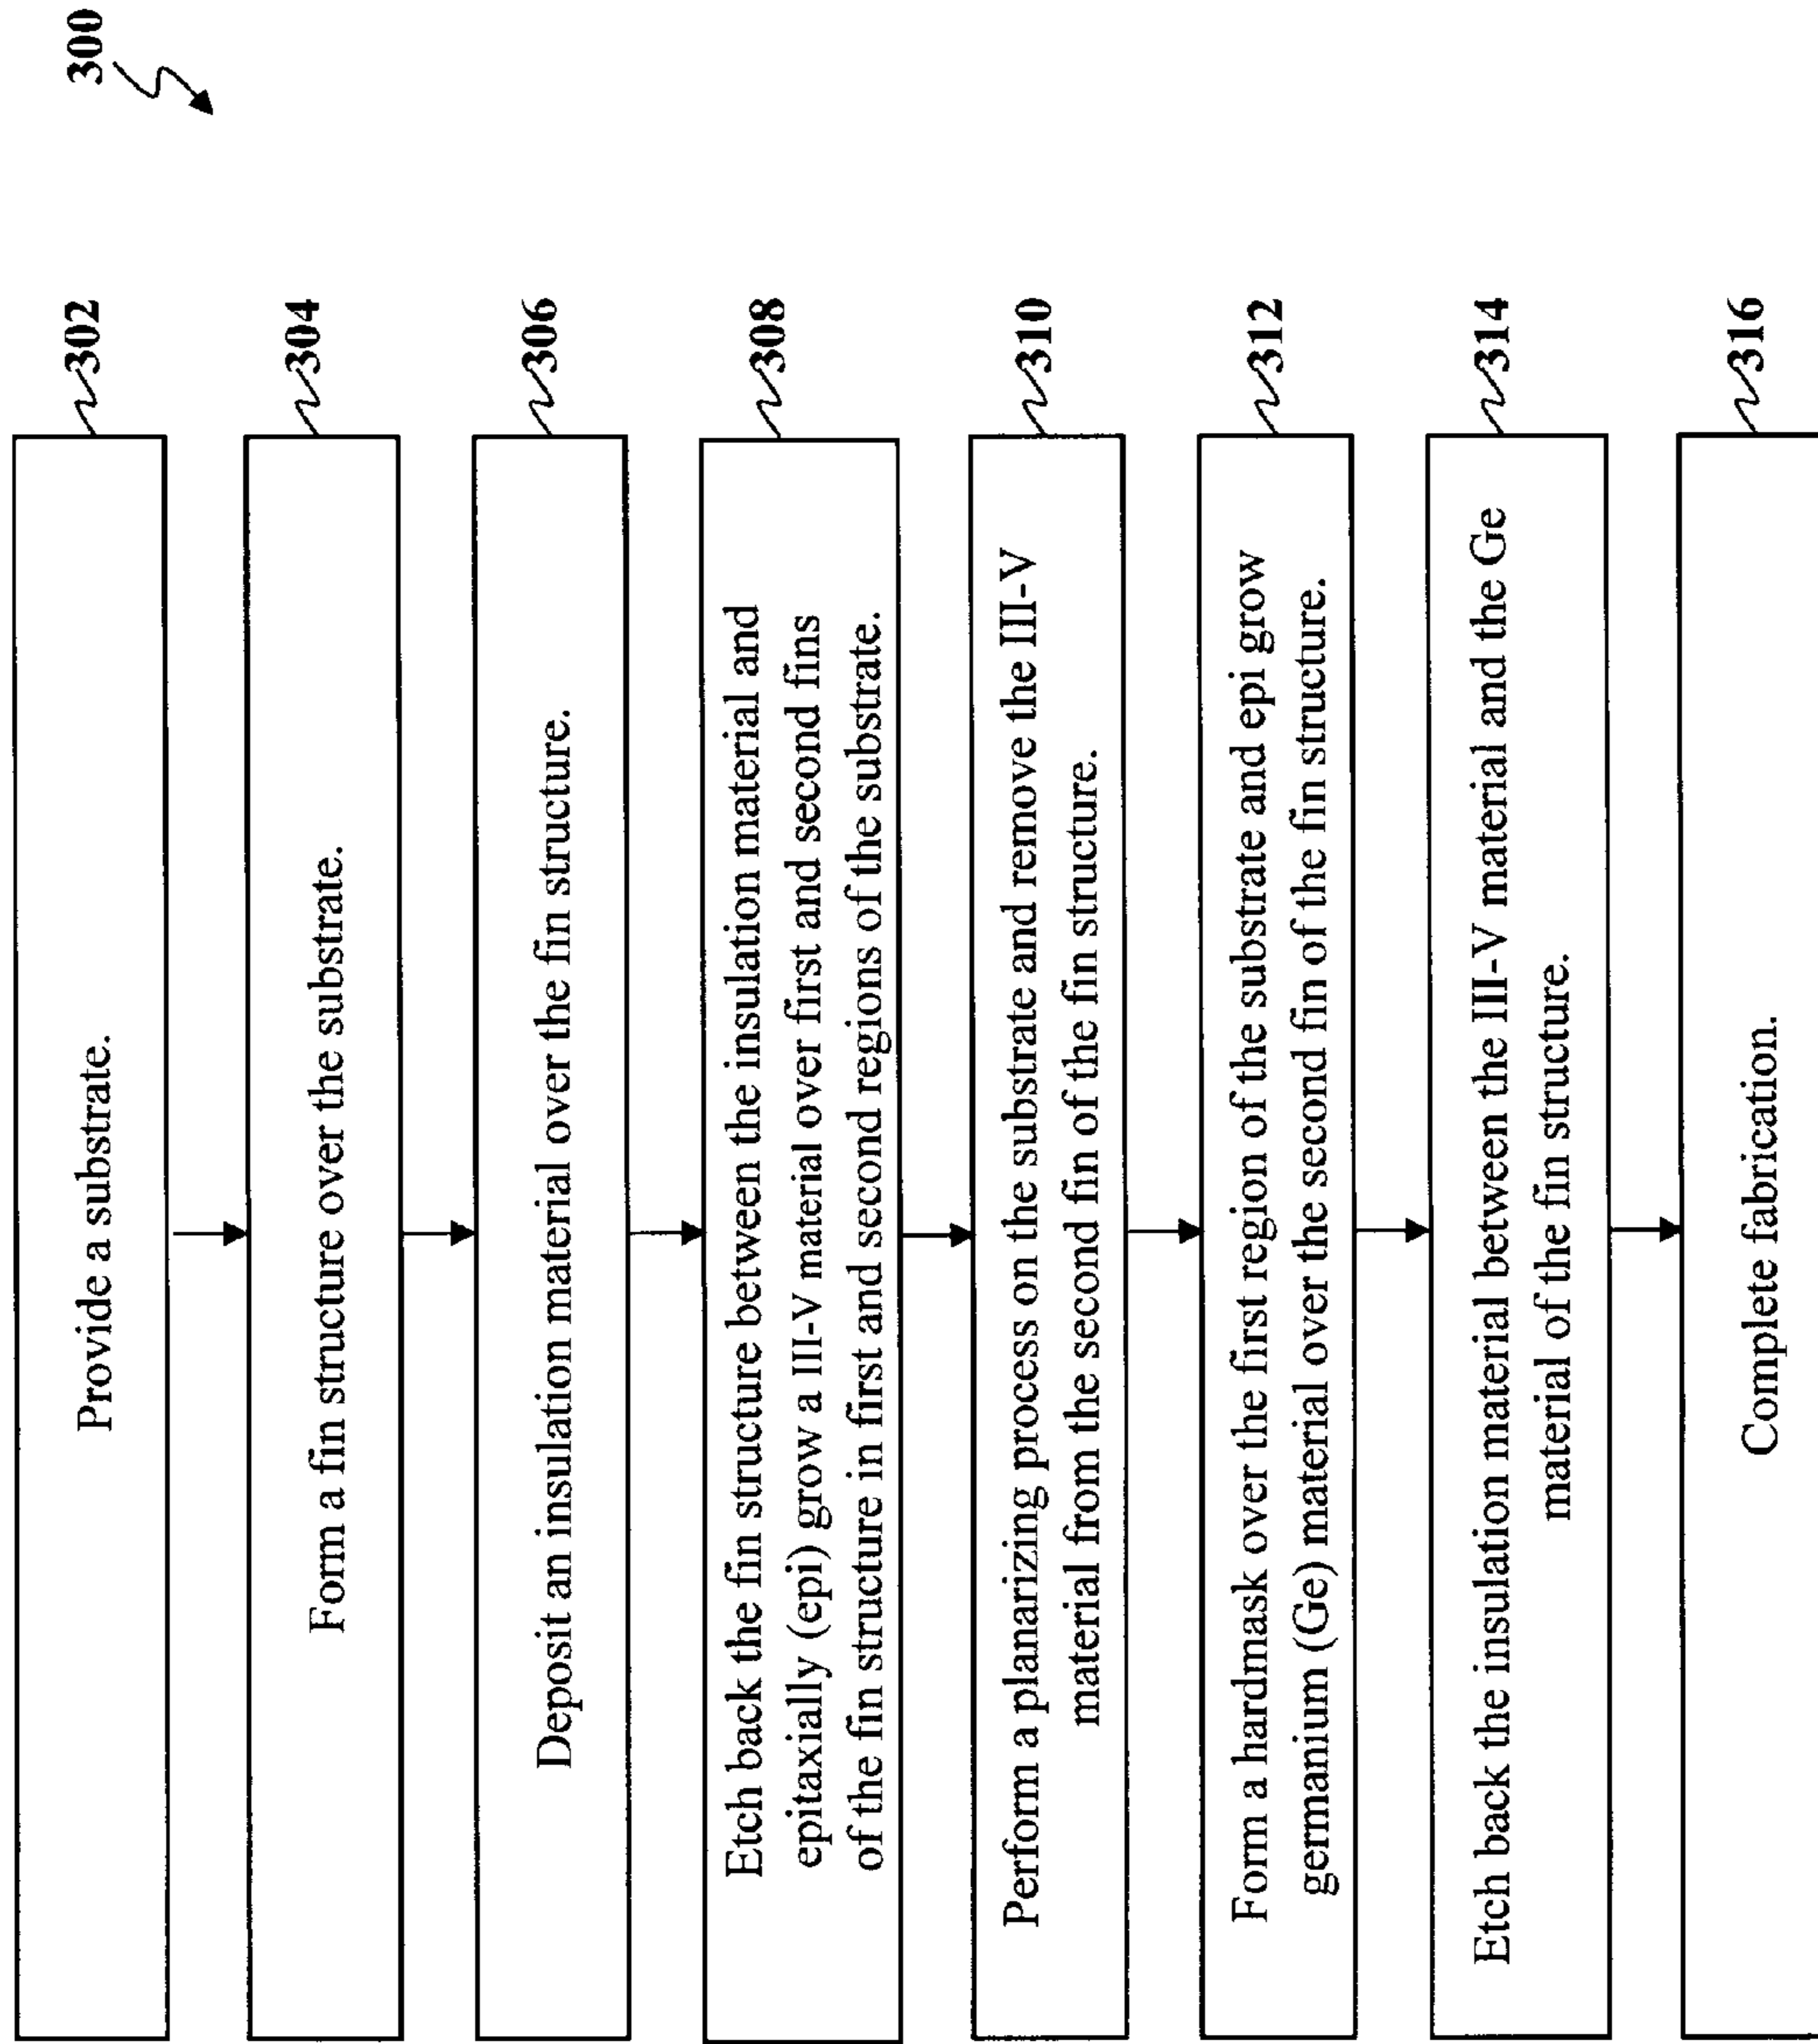 300
302
Provide a substrate.
304
Form a fin structure over the substrate.
306
Deposit an insulation material over the fin structure.
308
Etch back the fin structure between the insulation material and
epitaxially (epi) grow a III-V material over first and second fins
of the fin structure in first and second regions of the substrate.
310
Perform a planarizing process on the substrate and remove the III-V
material from the second fin of the fin structure.
312
Form a hardmask over the first region of the substrate and epi grow
germanium (Ge) material over the second fin of the fin structure.
314
Etch back the insulation material between the III-V material and the Ge
material of the fin structure.
316
Complete fabrication.